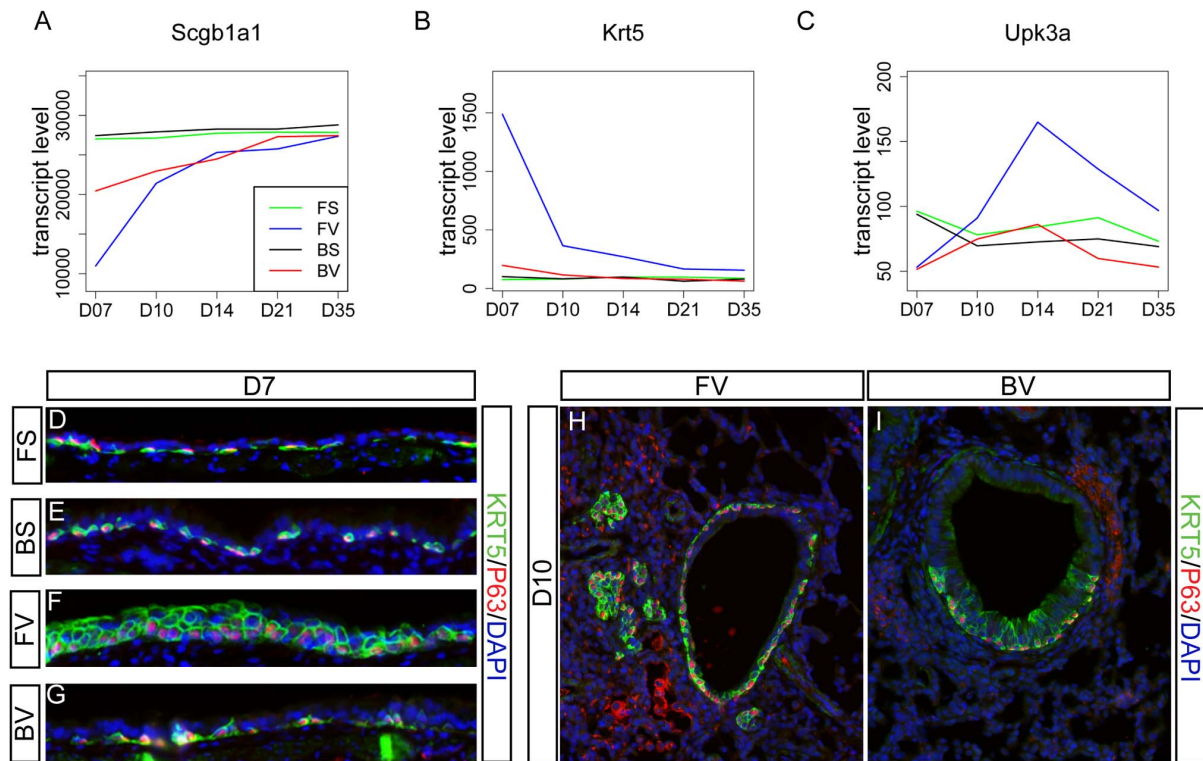 A
Scgb1a1
transcript level
10000
20000
30000
D07 D10 D14 D21 D35
FS
FV
BS
BV
B
Krt5
transcript level
0
500
1000
1500
D07 D10 D14 D21 D35
C
Upk3a
transcript level
50
100
150
200
D07 D10 D14 D21 D35
D7
FS
D
BS
E
FV
F
BV
G
KRT5/P63/DAPI
FV
BV
D10
H
I
KRT5/P63/DAPI